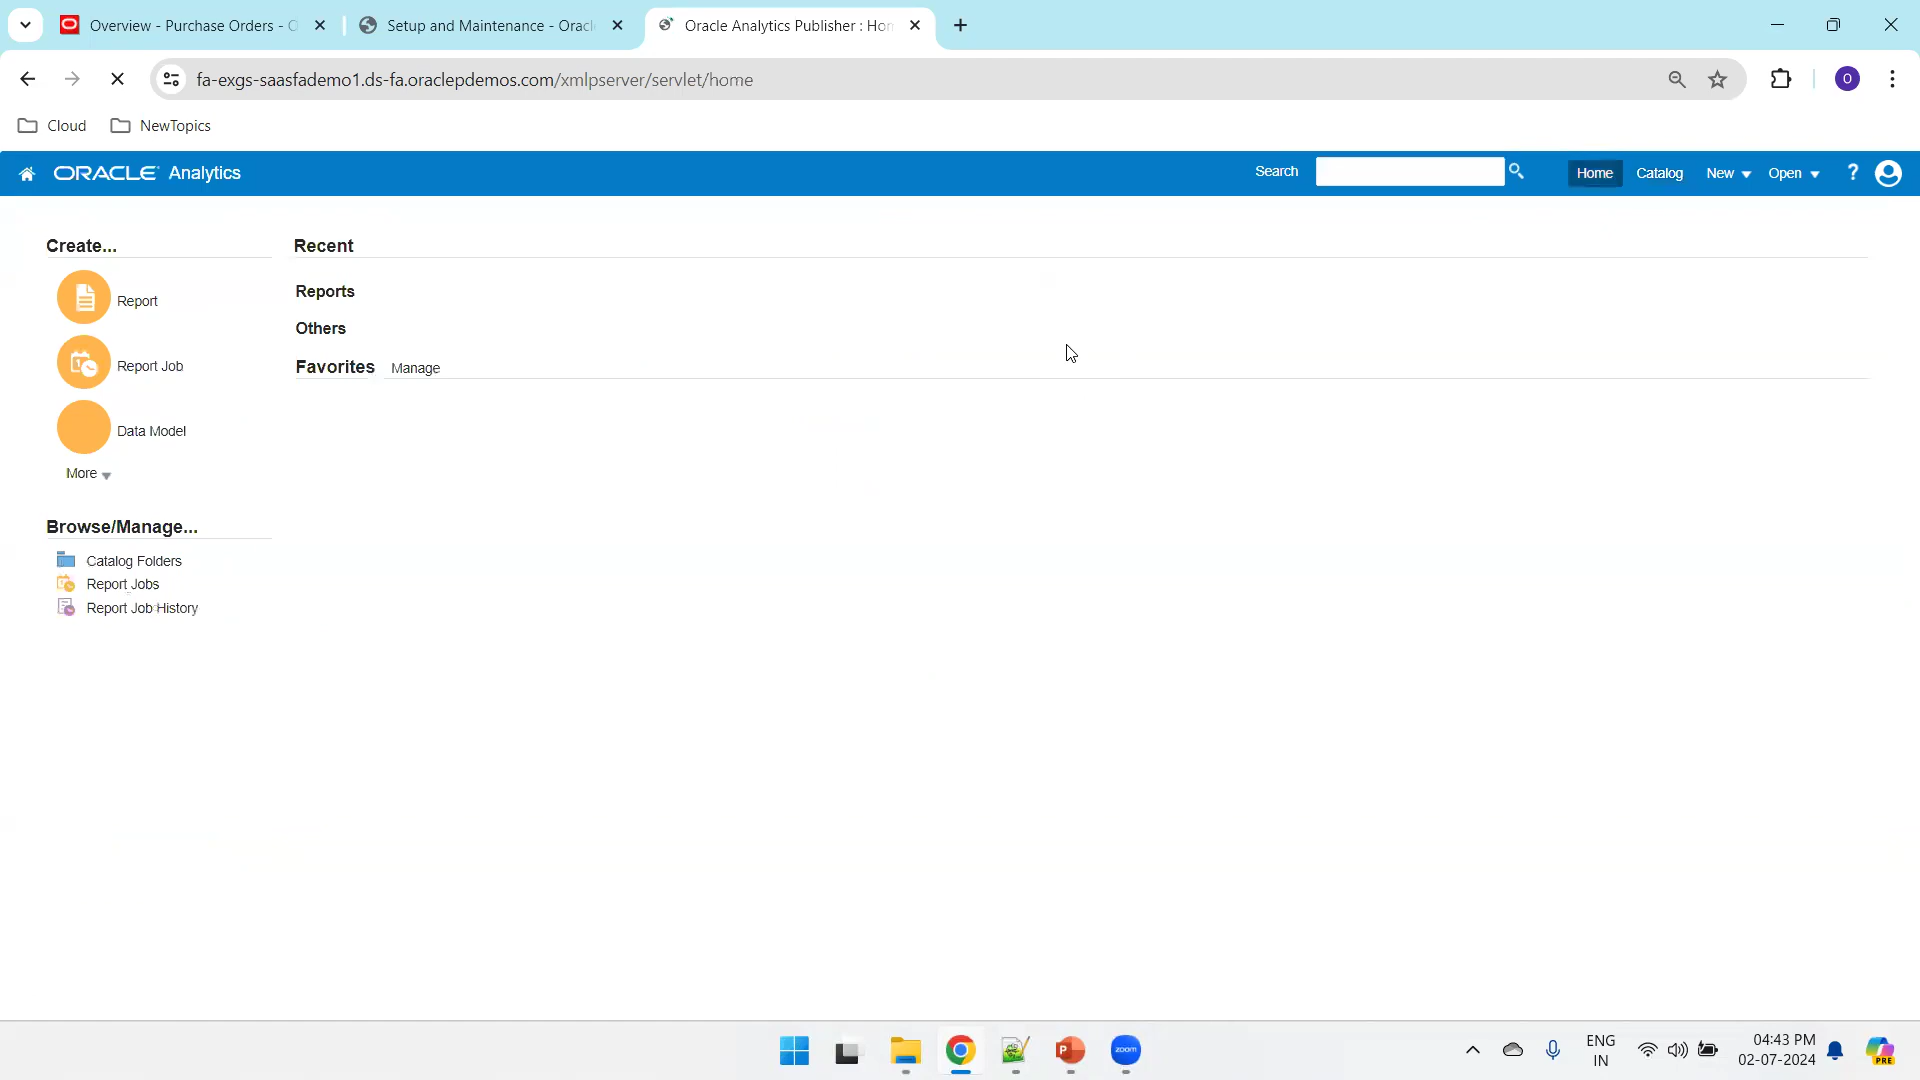 Overview - Purchase Orders - O
Setup and Maintenance - Oracl
Oracle Analytics Publisher : Hom
fa-exgs-saasfademo1.ds-fa.oraclepdemos.com/xmlpserver/servlet/home
O
Cloud
NewTopics
ORACLE Analytics
Search
Home
Catalog
New
Open
?
Create...
Report
Report Job
Data Model
More
Browse/Manage...
Catalog Folders
Report Jobs
Report Job History
Recent
Reports
Others
Favorites
Manage
zoom
ENG
IN
04:43 PM
02-07-2024
PRE